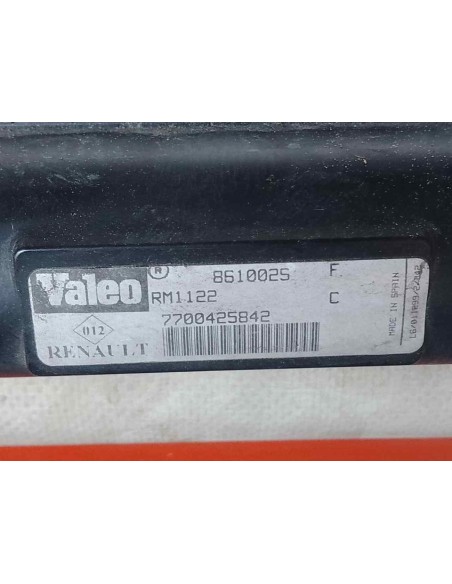 Valeo ® 861002S F
RM1122 C
012 7700425842
RENAULT
MADE IN SPAIN